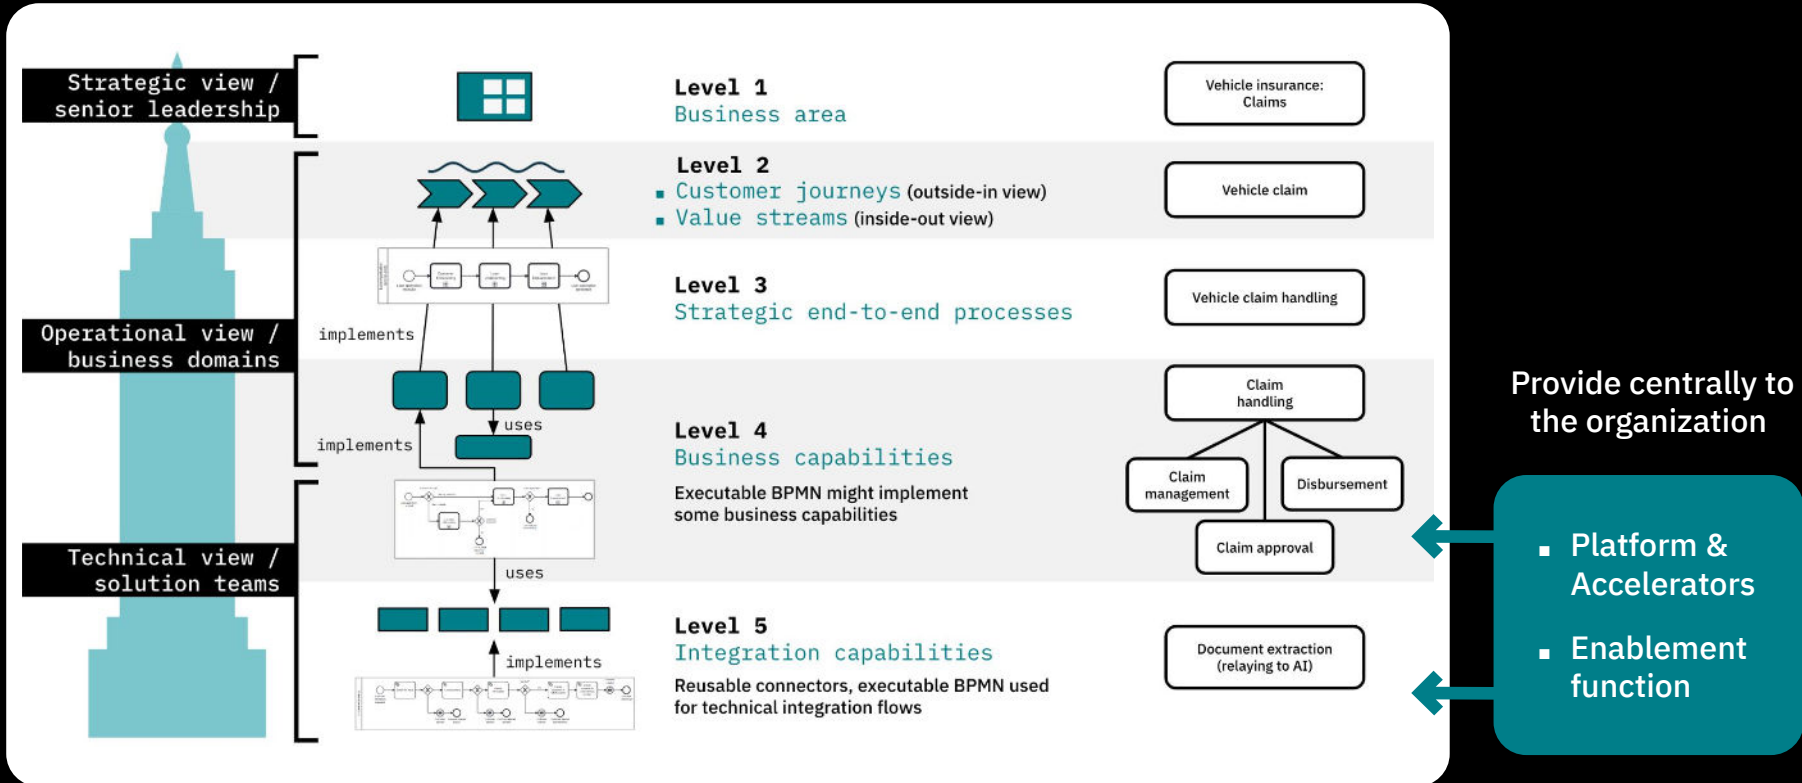 Strategic view /
senior leadership
Level 1
Business area
Vehicle insurance:
Claims
Level 2
▪ Customer journeys (outside-in view)
▪ Value streams (inside-out view)
Vehicle claim
Operational view /
business domains
implements
Level 3
Strategic end-to-end processes
Vehicle claim handling
implements
uses
Level 4
Business capabilities
Executable BPMN might implement
some business capabilities
Claim
handling
Claim
management
Disbursement
Claim approval
Technical view /
solution teams
uses
implements
Level 5
Integration capabilities
Reusable connectors, executable BPMN used
for technical integration flows
Document extraction
(relaying to AI)
Provide centrally to
the organization
▪ Platform &
Accelerators
▪ Enablement
function